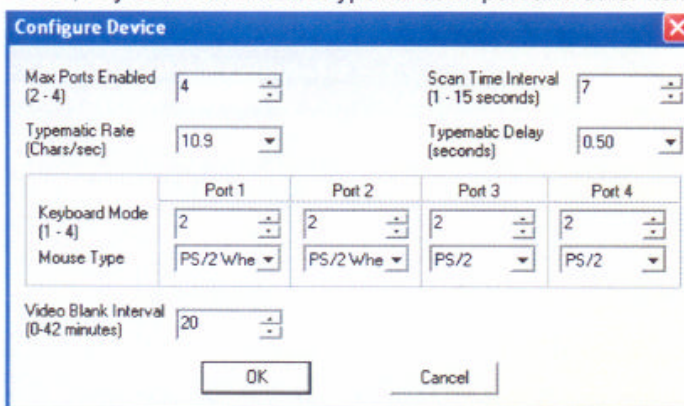 Configure Device
Max Ports Enabled
(2 - 4)
4
Scan Time Interval
(1 - 15 seconds)
7
Typematic Rate
(Chars/sec)
10.9
Typematic Delay
(seconds)
0.50
Port 1 Port 2 Port 3 Port 4
Keyboard Mode
(1 - 4)
2 2 2 2
Mouse Type PS/2 Whe PS/2 Whe PS/2 PS/2
Video Blank Interval
(0-42 minutes)
20
OK Cancel